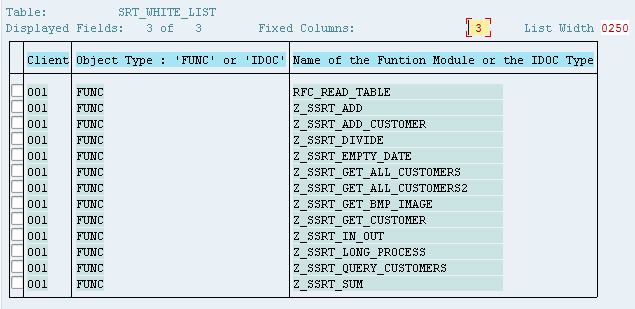 Table: SRT_WHITE_LIST
Displayed Fields: 3 of 3 Fixed Columns: 3 List Width 0250
Client Object Type : 'FUNC' or 'IDOC' Name of the Funtion Module or the IDOC Type
001 FUNC RFC_READ_TABLE
001 FUNC Z_SSRT_ADD
001 FUNC Z_SSRT_ADD_CUSTOMER
001 FUNC Z_SSRT_DIVIDE
001 FUNC Z_SSRT_EMPTY_DATE
001 FUNC Z_SSRT_GET_ALL_CUSTOMERS
001 FUNC Z_SSRT_GET_ALL_CUSTOMERS2
001 FUNC Z_SSRT_GET_BMP_IMAGE
001 FUNC Z_SSRT_GET_CUSTOMER
001 FUNC Z_SSRT_IN_OUT
001 FUNC Z_SSRT_LONG_PROCESS
001 FUNC Z_SSRT_QUERY_CUSTOMERS
001 FUNC Z_SSRT_SUM